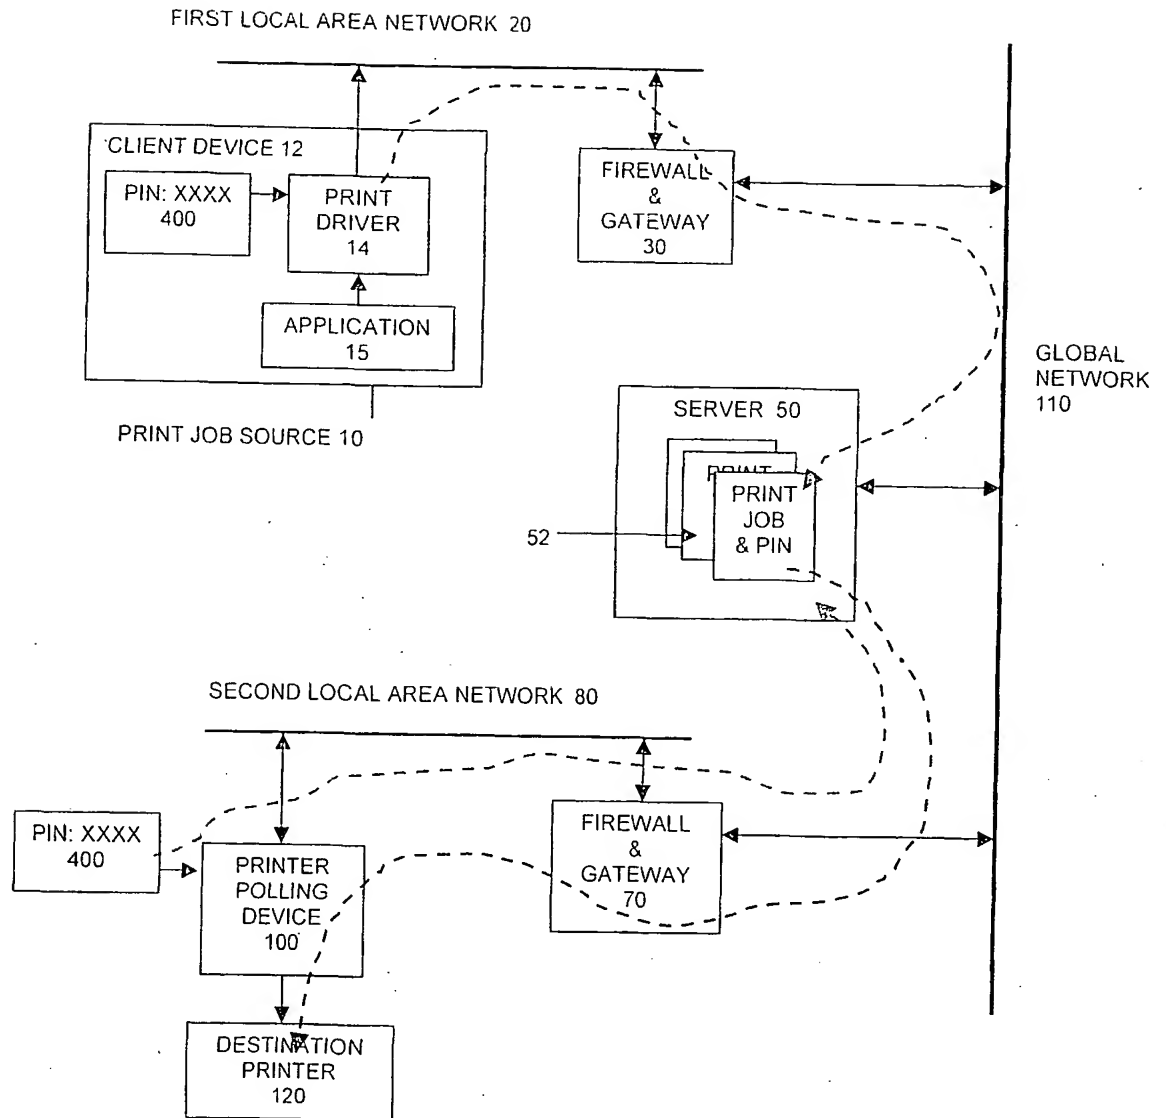 FIRST LOCAL AREA NETWORK 20
CLIENT DEVICE 12
PIN: XXXX
400
PRINT
DRIVER
14
APPLICATION
15
PRINT JOB SOURCE 10
FIREWALL
&
GATEWAY
30
GLOBAL
NETWORK
110
SERVER 50
PRINT
PRINT
JOB
& PIN
52
SECOND LOCAL AREA NETWORK 80
PIN: XXXX
400
PRINTER
POLLING
DEVICE
100
FIREWALL
&
GATEWAY
70
DESTINATION
PRINTER
120